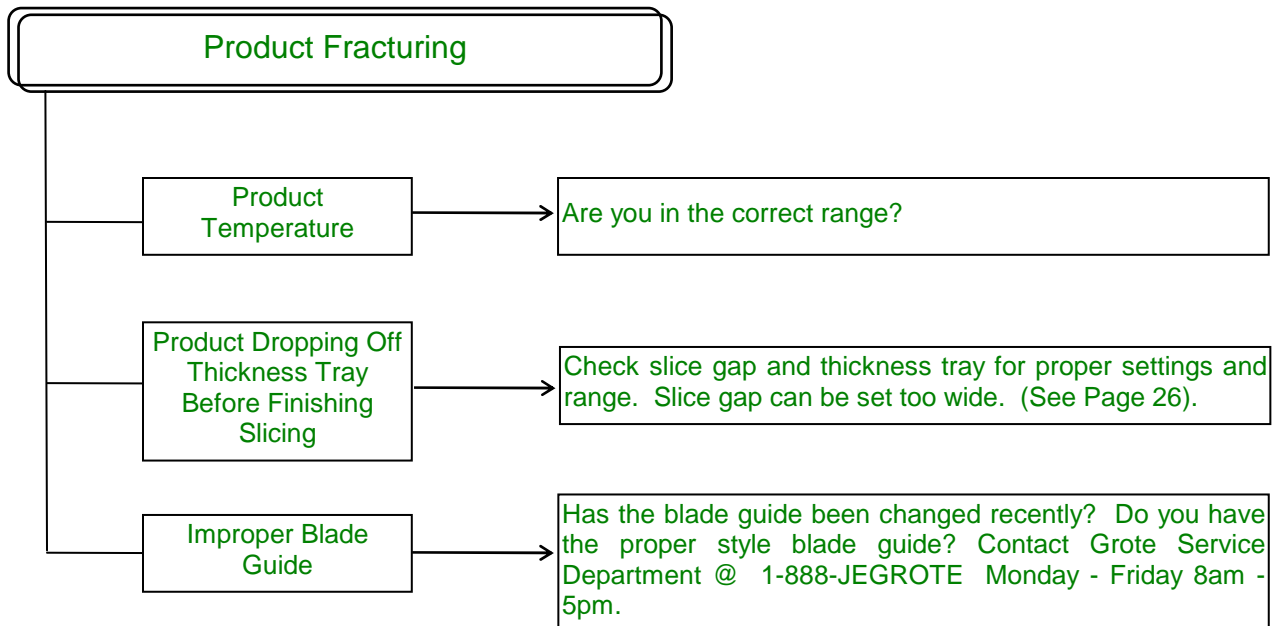 Product Fracturing
Product
Temperature
Are you in the correct range?
Product Dropping Off
Thickness Tray
Before Finishing
Slicing
Check slice gap and thickness tray for proper settings and
range. Slice gap can be set too wide. (See Page 26).
Improper Blade
Guide
Has the blade guide been changed recently? Do you have
the proper style blade guide? Contact Grote Service
Department @ 1-888-JEGROTE Monday - Friday 8am -
5pm.